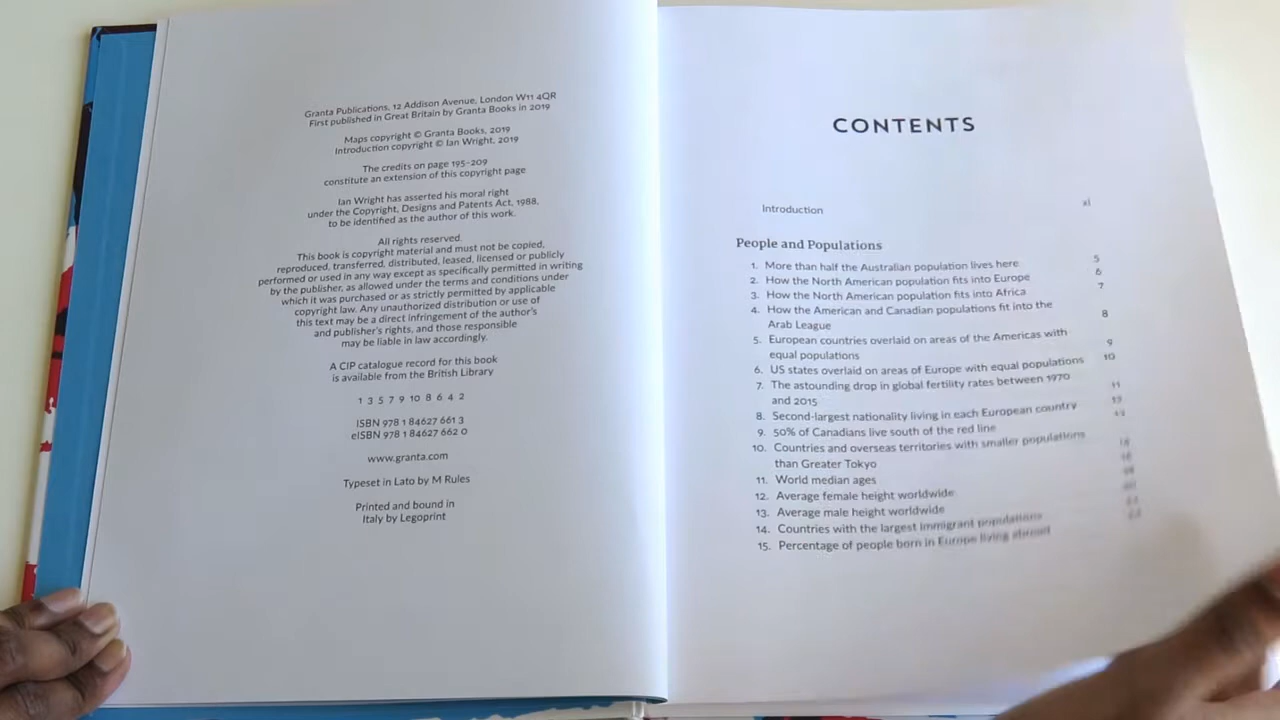 Granta Publications, 12 Addison Avenue, London W11 4QR
First published in Great Britain by Granta Books in 2019
Maps copyright © Granta Books, 2019
Introduction copyright © Ian Wright, 2019
The credits on page 195–209
constitute an extension of this copyright page
Ian Wright has asserted his moral right
under the Copyright, Designs and Patents Act, 1988,
to be identified as the author of this work.
All rights reserved.
This book is copyright material and must not be copied,
reproduced, transferred, distributed, leased, licensed or publicly
performed or used in any way except as specifically permitted in writing
by the publisher, as allowed under the terms and conditions under
which it was purchased or as strictly permitted by applicable
copyright law. Any unauthorized distribution or use of
this text may be a direct infringement of the author's
and publisher's rights, and those responsible
may be liable in law accordingly.
A CIP catalogue record for this book
is available from the British Library
1 3 5 7 9 10 8 6 4 2
ISBN 978 1 84627 661 3
eISBN 978 1 84627 662 0
www.granta.com
Typeset in Lato by M Rules
Printed and bound in
Italy by Legoprint
CONTENTS
Introduction xi
People and Populations
1. More than half the Australian population lives here 5
2. How the North American population fits into Europe 6
3. How the North American population fits into Africa 7
4. How the American and Canadian populations fit into the
Arab League 8
5. European countries overlaid on areas of the Americas with
equal populations 9
6. US states overlaid on areas of Europe with equal populations 10
7. The astounding drop in global fertility rates between 1970
and 2015 11
8. Second-largest nationality living in each European country
9. 50% of Canadians live south of the red line
10. Countries and overseas territories with smaller populations
than Greater Tokyo
11. World median ages
12. Average female height worldwide
13. Average male height worldwide
14. Countries with the largest immigrant populations
15. Percentage of people born in Europe living abroad